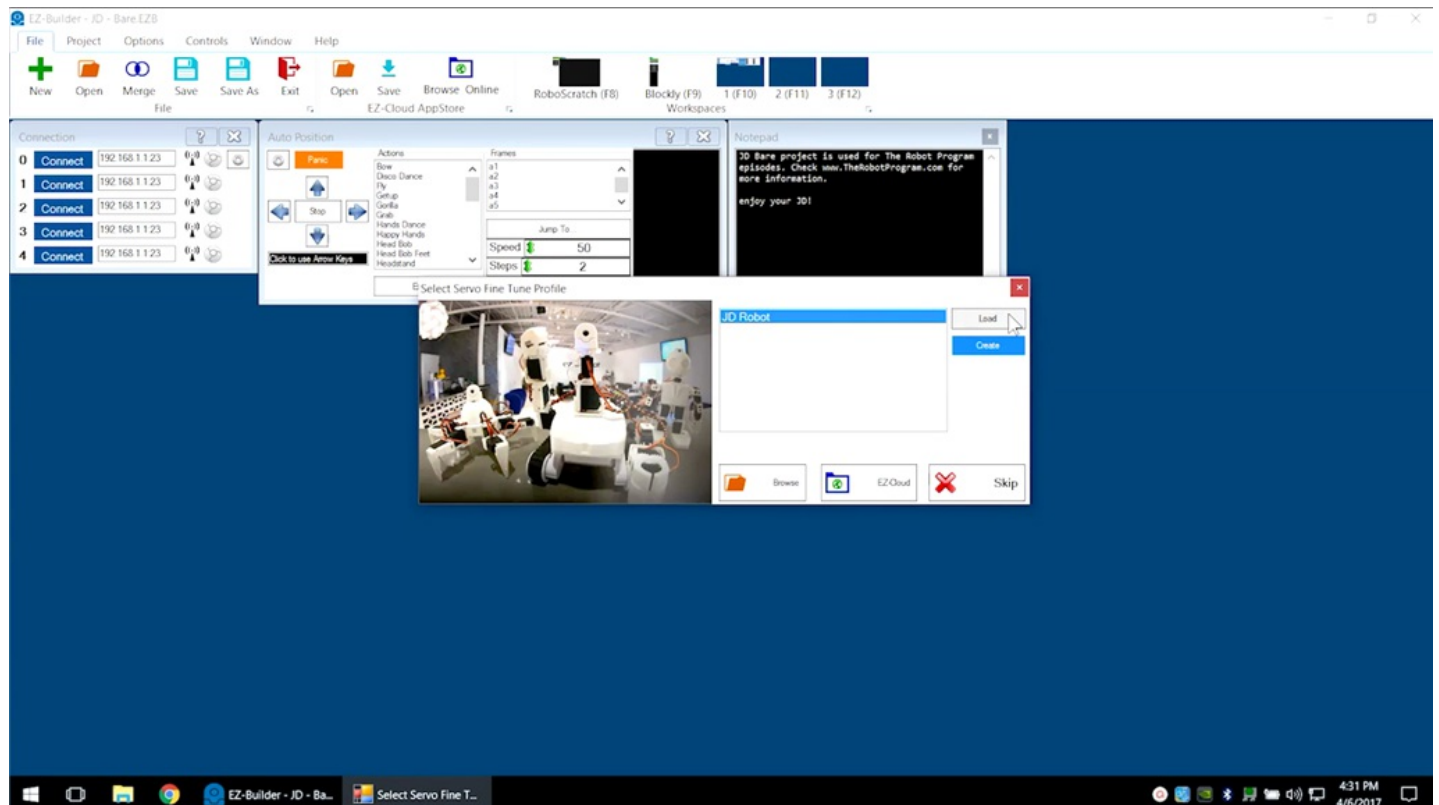 EZ-Builder - JD - Bare.EZB
File Project Options Controls Window Help
New Open Merge Save Save As Exit Open Save Browse Online RoboScratch (F8) Blockly (F9) 1 (F10) 2 (F11) 3 (F12)
File EZ-Cloud AppStore Workspaces
Connection ?
0 Connect 192.168.1.1:23
1 Connect 192.168.1.1:23
2 Connect 192.168.1.1:23
3 Connect 192.168.1.1:23
4 Connect 192.168.1.1:23
Auto Position ?
Panic
Stop
Click to use Arrow Keys
Actions
Bow
Disco Dance
Fly
Getup
Gorilla
Grab
Hands Dance
Happy Hands
Head Bob
Head Bob Feet
Headstand
Frames
a1
a2
a3
a4
a5
Jump To...
Speed 50
Steps 2
Notepad
JD Bare project is used for The Robot Program
episodes. Check www.TheRobotProgram.com for
more information.
enjoy your JD!
Select Servo Fine Tune Profile
JD Robot
Load
Create
Browse EZ-Cloud Skip
EZ-Builder - JD - Ba... Select Servo Fine T...
4:31 PM
4/6/2017